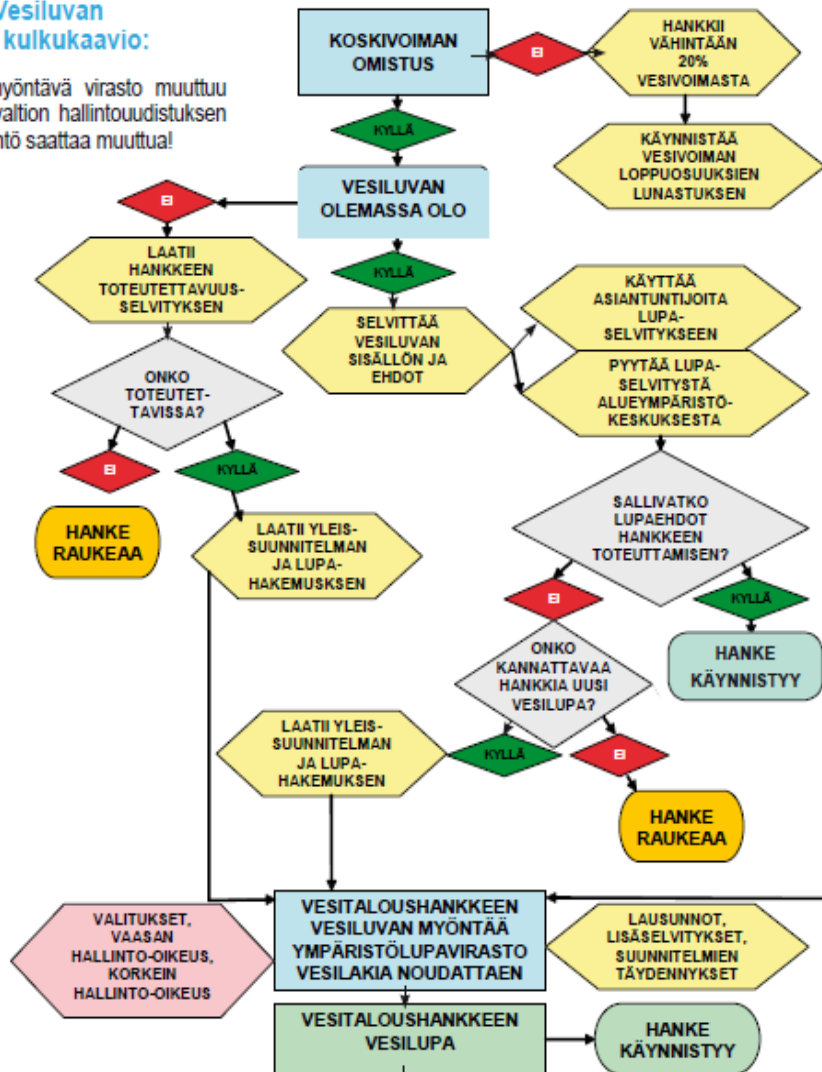 Vesiluvan
kulkukaavio:
myöntävä virasto muuttuu
valtion hallintouudistuksen
saattaa muuttua!
KOSKIVOIMAN
OMISTUS
EI
HANKKII
VÄHINTÄÄN
20%
VESIVOIMASTA
KYLLÄ
KÄYNNISTÄÄ
VESIVOIMAN
LOPPUOSUUKSIEN
LUNASTUKSEN
VESILUVAN
OLEMASSA OLO
EI
KYLLÄ
LAATII
HANKKEEN
TOTEUTETTAVUUS-
SELVITYKSEN
SELVITTÄÄ
VESILUVAN
SISÄLLÖN JA
EHDOT
KÄYTTÄÄ
ASIANTUNTIJOITA
LUPA-
SELVITYKSEEN
PYYTÄÄ LUPA-
SELVITYSTÄ
ALUEYMPÄRISTÖ-
KESKUKSESTA
ONKO
TOTEUTET-
TAVISSA?
EI
KYLLÄ
HANKE
RAUKEAA
LAATII YLEIS-
SUUNNITELMAN
JA LUPA-
HAKEMUSKSEN
SALLIVATKO
LUPAEHDOT
HANKKEEN
TOTEUTTAMISEN?
EI
KYLLÄ
HANKE
KÄYNNISTYY
ONKO
KANNATTAVAA
HANKKIA UUSI
VESILUPA?
LAATII YLEIS-
SUUNNITELMAN
JA LUPA-
HAKEMUKSEN
KYLLÄ
EI
HANKE
RAUKEAA
VALITUKSET,
VAASAN
HALLINTO-OIKEUS,
KORKEIN
HALLINTO-OIKEUS
VESITALOUSHANKKEEN
VESILUVAN MYÖNTÄÄ
YMPÄRISTÖLUPAVIRASTO
VESILAKIA NOUDATTAEN
LAUSUNNOT,
LISÄSELVITYKSET,
SUUNNITELMIEN
TÄYDENNYKSET
VESITALOUSHANKKEEN
VESILUPA
HANKE
KÄYNNISTYY